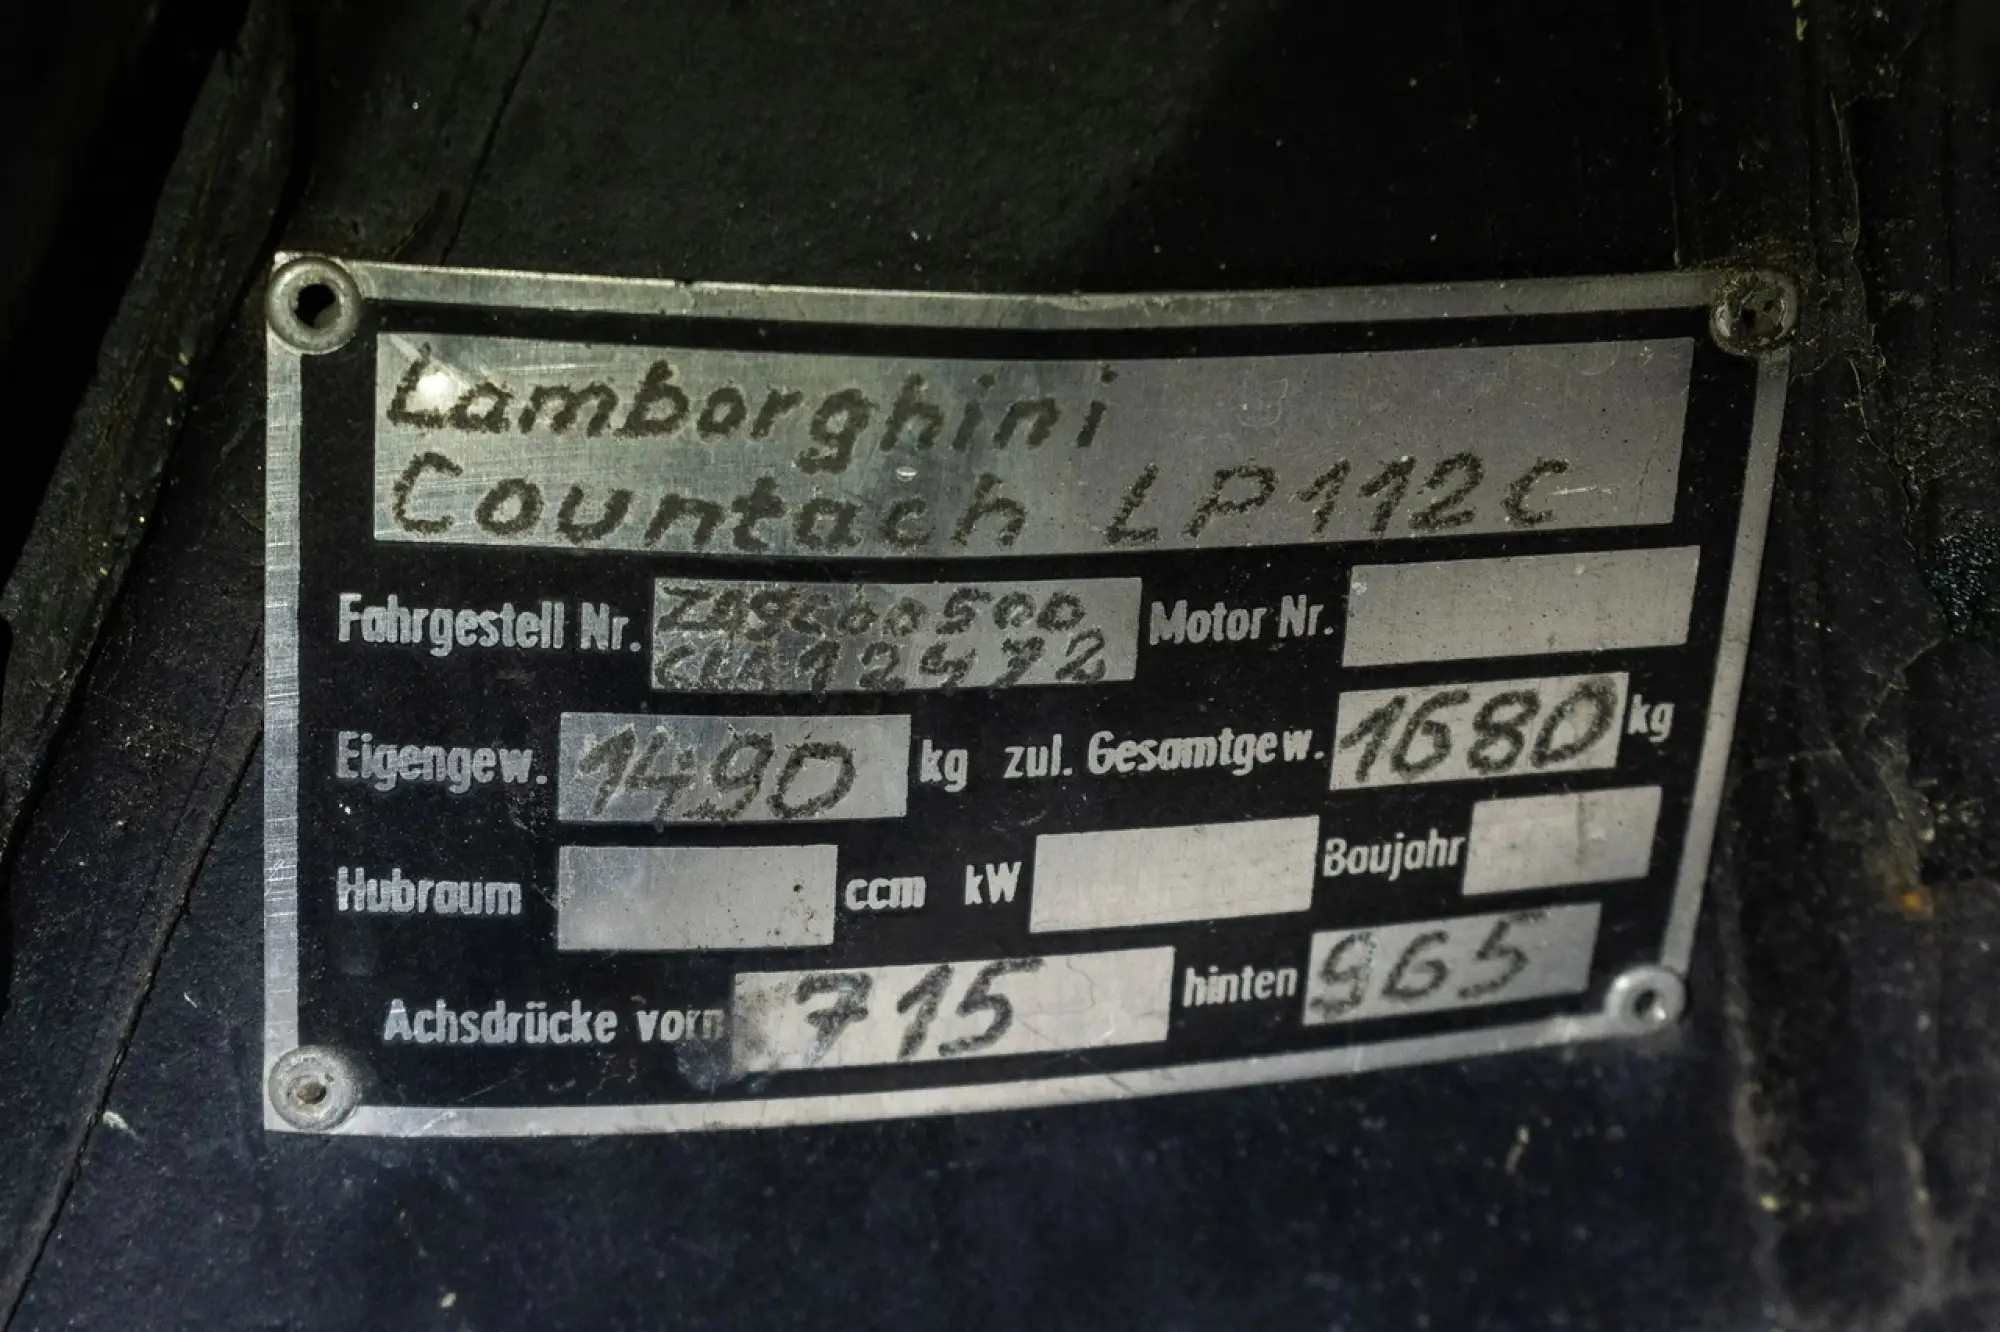 Lamborghini
Countach LP112C
Fahrgestell Nr. ZA9C00500 Motor Nr.
CLA12472
Eigengew. 1490 kg zul. Gesamtgew. 1680 kg
Hubraum ccm kW Baujahr
Achsdrücke vorn 715 hinten 965